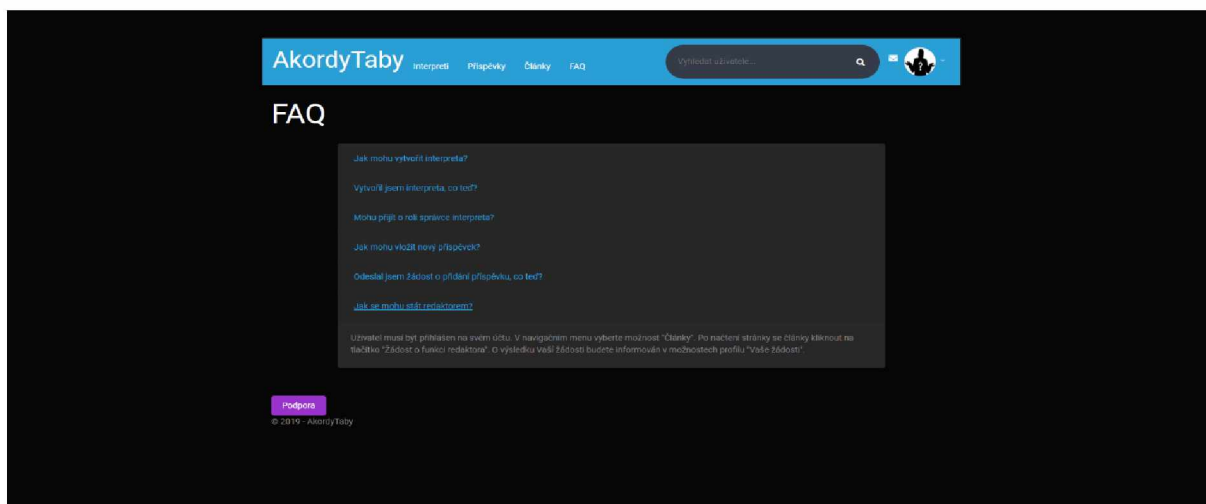 AkordyTaby Interpreti Příspěvky Články FAQ Vyhledat uživatele...
FAQ
Jak mohu vytvořit interpreta?
Vytvořil jsem interpreta, co teď?
Mohu přijít o roli správce interpreta?
Jak mohu vložit nový příspěvek?
Odeslal jsem žádost o přidání příspěvku, co teď?
Jak se mohu stát redaktorem?
Uživatel musí být přihlášen na svém účtu. V navigačním menu vyberte možnost "Články". Po načtení stránky se články kliknout na
tlačítko "Žádost o funkci redaktora". O výsledku Vaší žádosti budete informován v možnostech profilu "Vaše žádosti".
Podpora
© 2019 - AkordyTaby